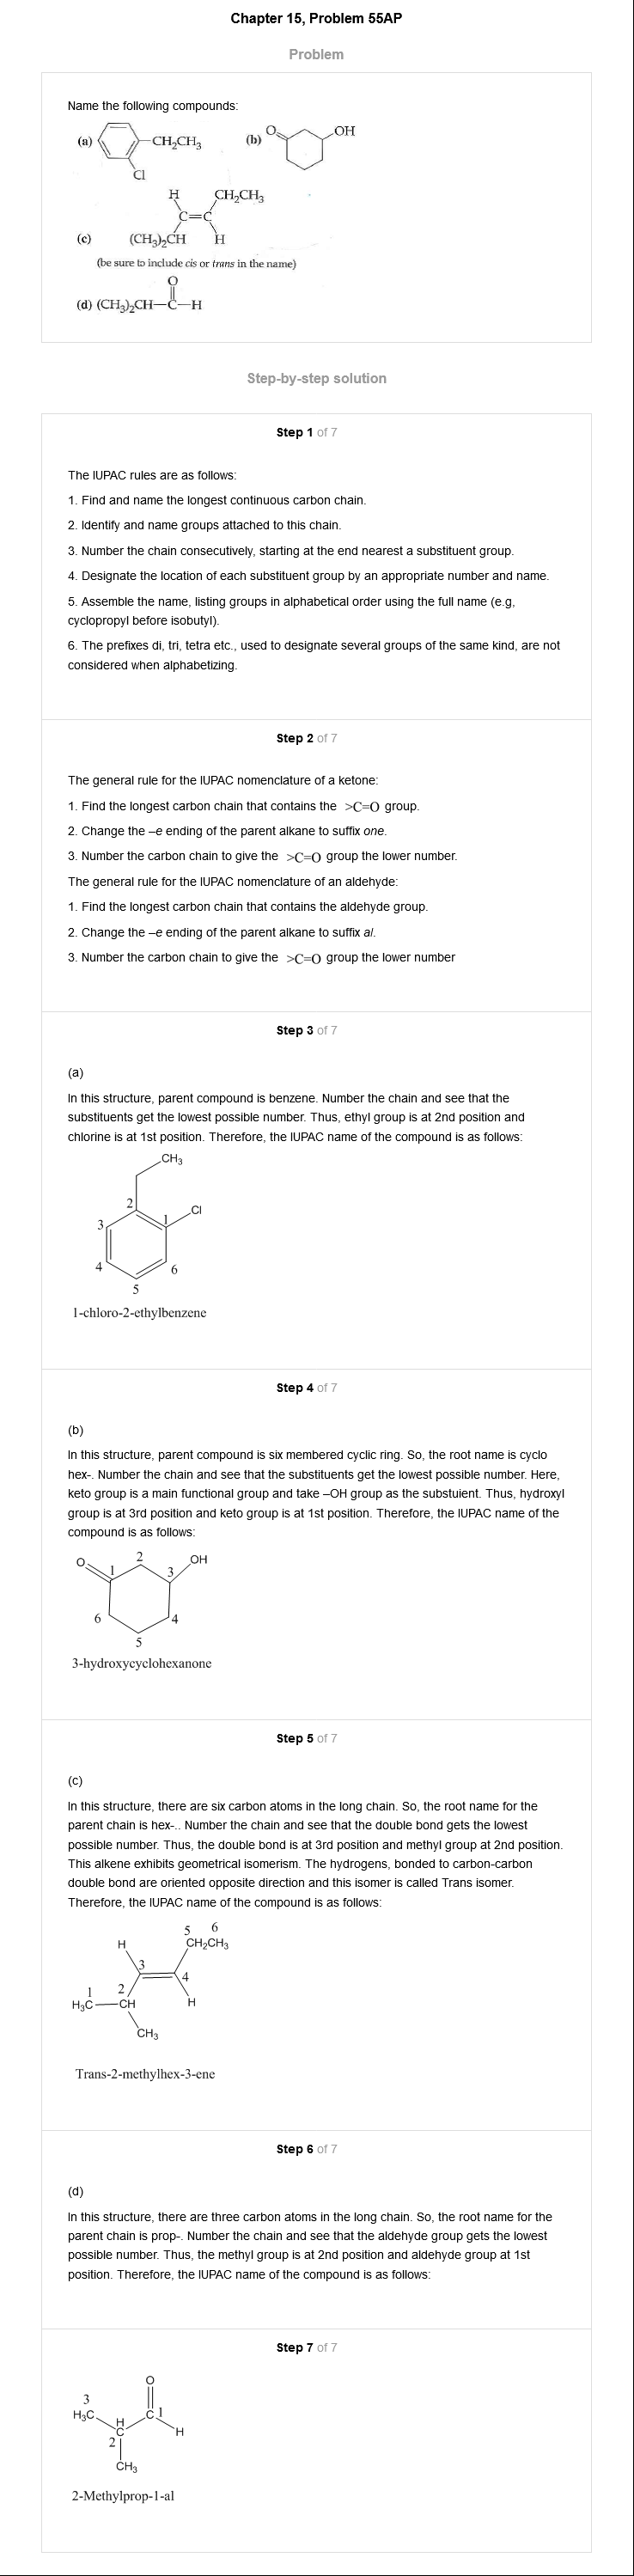 Chapter 15, Problem 55AP
Problem
Name the following compounds:
(a) CH₂CH₃
Cl
(b) O OH
H CH₂CH₃
C=C
(c) (CH₃)₂CH H
(be sure to include cis or trans in the name)
O
(d) (CH₃)₂CH—C—H
Step-by-step solution
Step 1 of 7
The IUPAC rules are as follows:
1. Find and name the longest continuous carbon chain.
2. Identify and name groups attached to this chain.
3. Number the chain consecutively, starting at the end nearest a substituent group.
4. Designate the location of each substituent group by an appropriate number and name.
5. Assemble the name, listing groups in alphabetical order using the full name (e.g,
cyclopropyl before isobutyl).
6. The prefixes di, tri, tetra etc., used to designate several groups of the same kind, are not
considered when alphabetizing.
Step 2 of 7
The general rule for the IUPAC nomenclature of a ketone:
1. Find the longest carbon chain that contains the >C=O group.
2. Change the –e ending of the parent alkane to suffix one.
3. Number the carbon chain to give the >C=O group the lower number.
The general rule for the IUPAC nomenclature of an aldehyde:
1. Find the longest carbon chain that contains the aldehyde group.
2. Change the –e ending of the parent alkane to suffix al.
3. Number the carbon chain to give the >C=O group the lower number
Step 3 of 7
(a)
In this structure, parent compound is benzene. Number the chain and see that the
substituents get the lowest possible number. Thus, ethyl group is at 2nd position and
chlorine is at 1st position. Therefore, the IUPAC name of the compound is as follows:
CH₃
2
Cl
1
3
4
6
5
1-chloro-2-ethylbenzene
Step 4 of 7
(b)
In this structure, parent compound is six membered cyclic ring. So, the root name is cyclo
hex-. Number the chain and see that the substituents get the lowest possible number. Here,
keto group is a main functional group and take –OH group as the substuient. Thus, hydroxyl
group is at 3rd position and keto group is at 1st position. Therefore, the IUPAC name of the
compound is as follows:
O 2 OH
1 3
6 4
5
3-hydroxycyclohexanone
Step 5 of 7
(c)
In this structure, there are six carbon atoms in the long chain. So, the root name for the
parent chain is hex-.. Number the chain and see that the double bond gets the lowest
possible number. Thus, the double bond is at 3rd position and methyl group at 2nd position.
This alkene exhibits geometrical isomerism. The hydrogens, bonded to carbon-carbon
double bond are oriented opposite direction and this isomer is called Trans isomer.
Therefore, the IUPAC name of the compound is as follows:
5 6
H CH₂CH₃
3
4
1 2
H₃C—CH H
CH₃
Trans-2-methylhex-3-ene
Step 6 of 7
(d)
In this structure, there are three carbon atoms in the long chain. So, the root name for the
parent chain is prop-. Number the chain and see that the aldehyde group gets the lowest
possible number. Thus, the methyl group is at 2nd position and aldehyde group at 1st
position. Therefore, the IUPAC name of the compound is as follows:
Step 7 of 7
O
3
H₃C H C 1
C H
2
CH₃
2-Methylprop-1-al